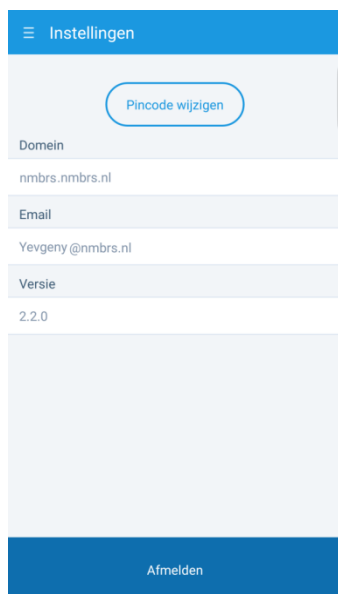 Instellingen
Pincode wijzigen
Domein
nmbrs.nmbrs.nl
Email
Yevgeny@nmbrs.nl
Versie
2.2.0
Afmelden